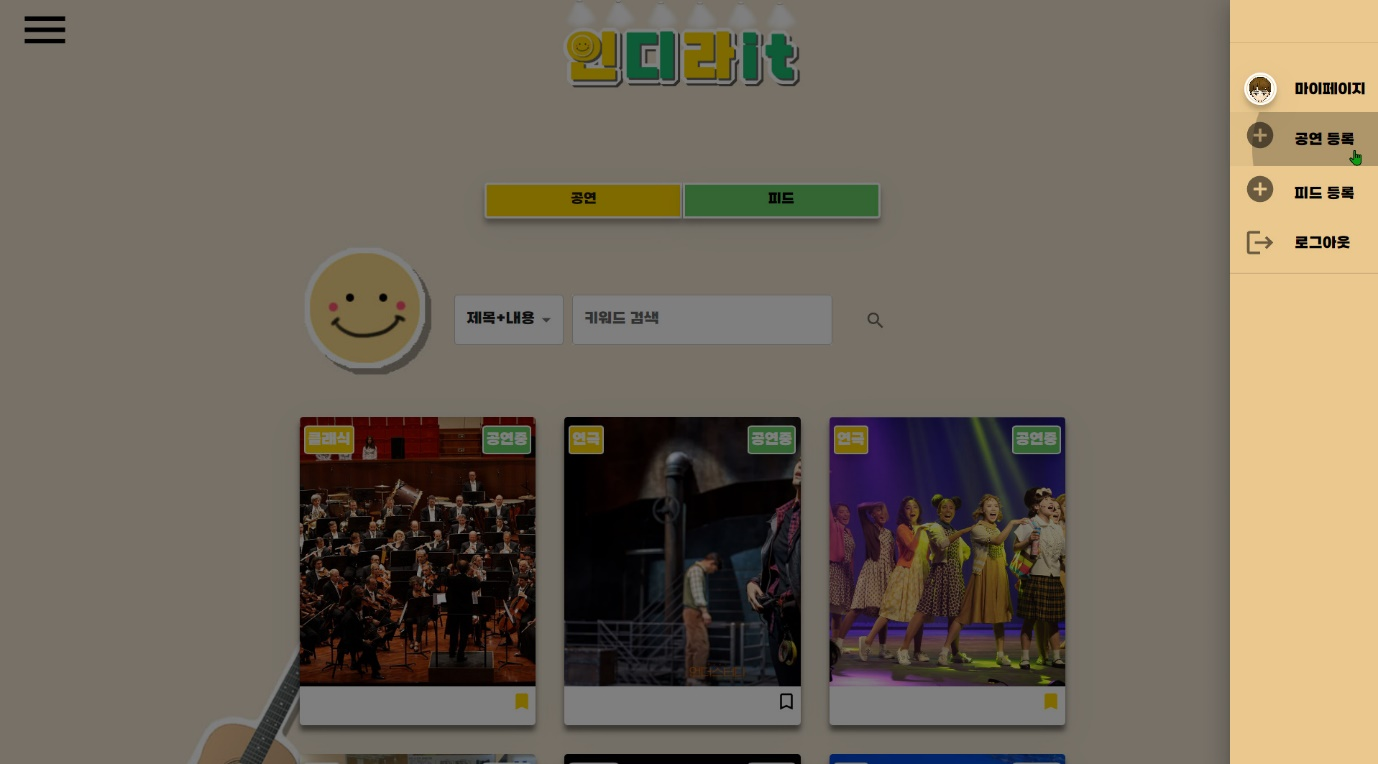 인디라it
마이페이지
공연 등록
피드 등록
로그아웃
공연
피드
제목+내용
키워드 검색
클래식
공연중
연극
공연중
연극
공연중